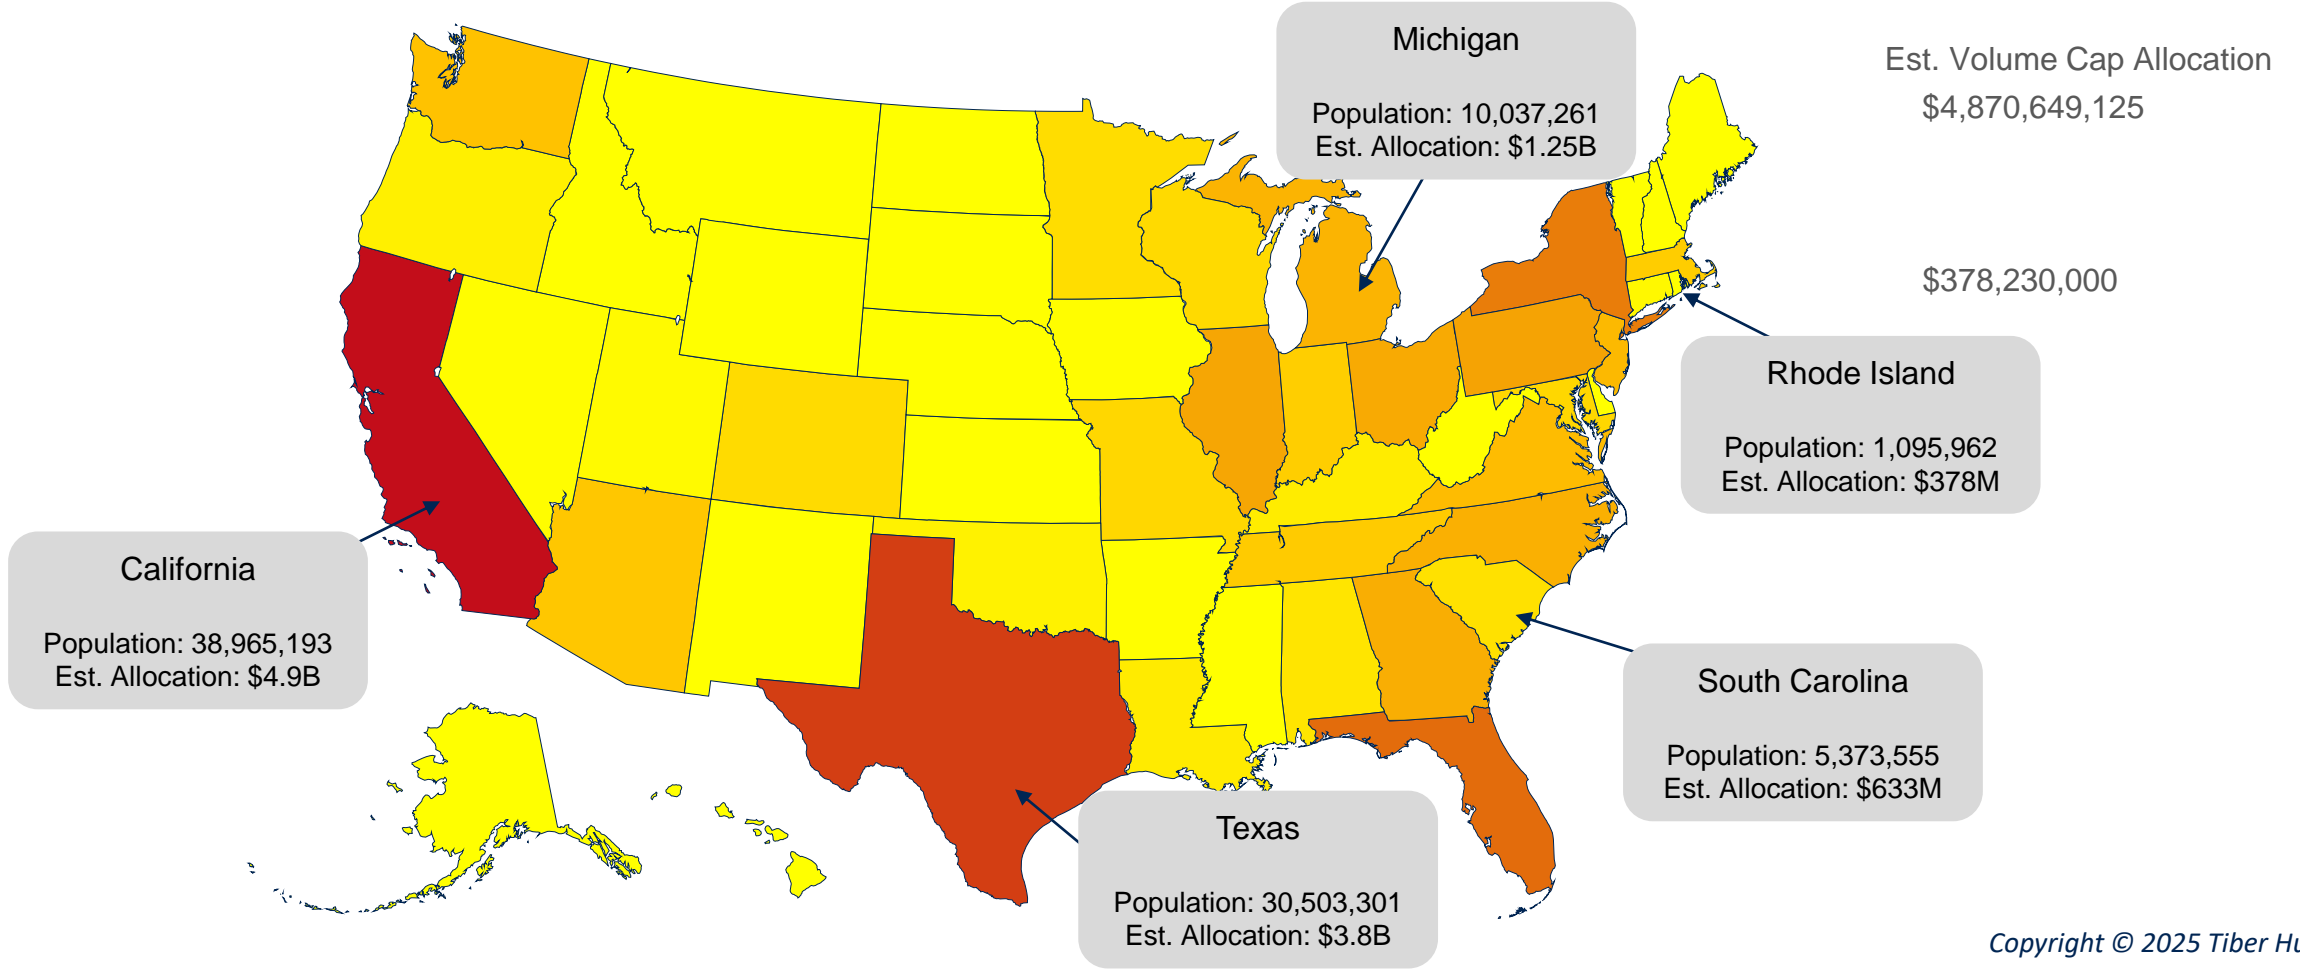 Michigan
Population: 10,037,261
Est. Allocation: $1.25B
Est. Volume Cap Allocation
$4,870,649,125
$378,230,000
Rhode Island
Population: 1,095,962
Est. Allocation: $378M
California
Population: 38,965,193
Est. Allocation: $4.9B
South Carolina
Population: 5,373,555
Est. Allocation: $633M
Texas
Population: 30,503,301
Est. Allocation: $3.8B
Copyright © 2025 Tiber